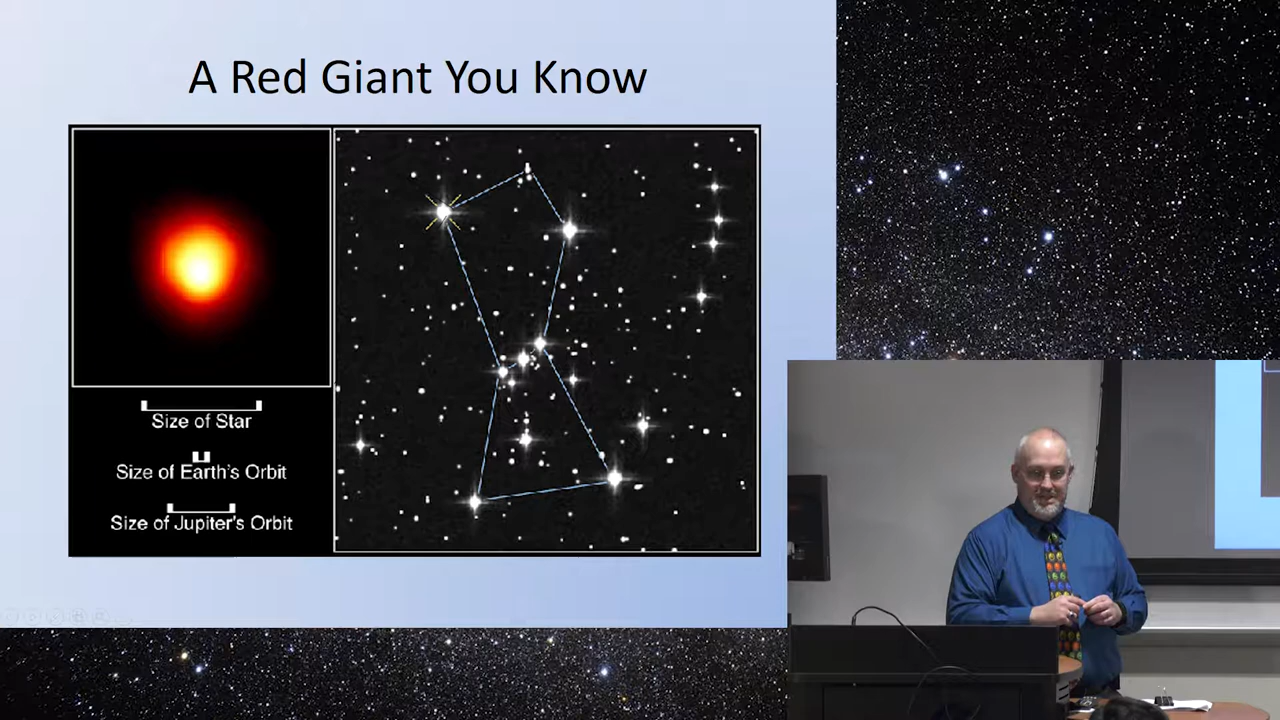 A Red Giant You Know
Size of Star
Size of Earth's Orbit
Size of Jupiter's Orbit